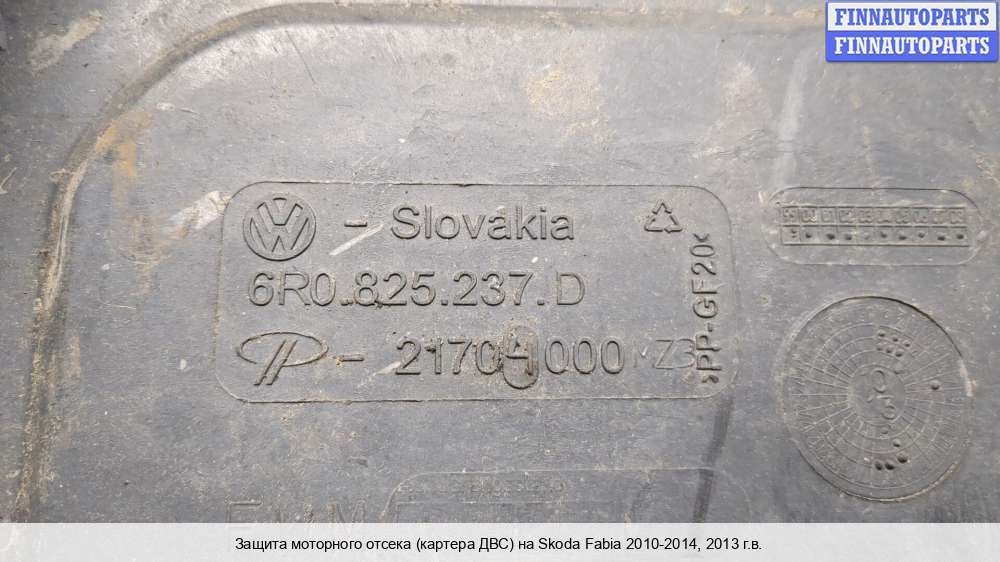 FINNAUTOPARTS
FINNAUTOPARTS
VW - Slovakia
6R0.825.237.D
- 21704000
>PP-GF20<
Защита моторного отсека (картера ДВС) на Skoda Fabia 2010-2014, 2013 г.в.